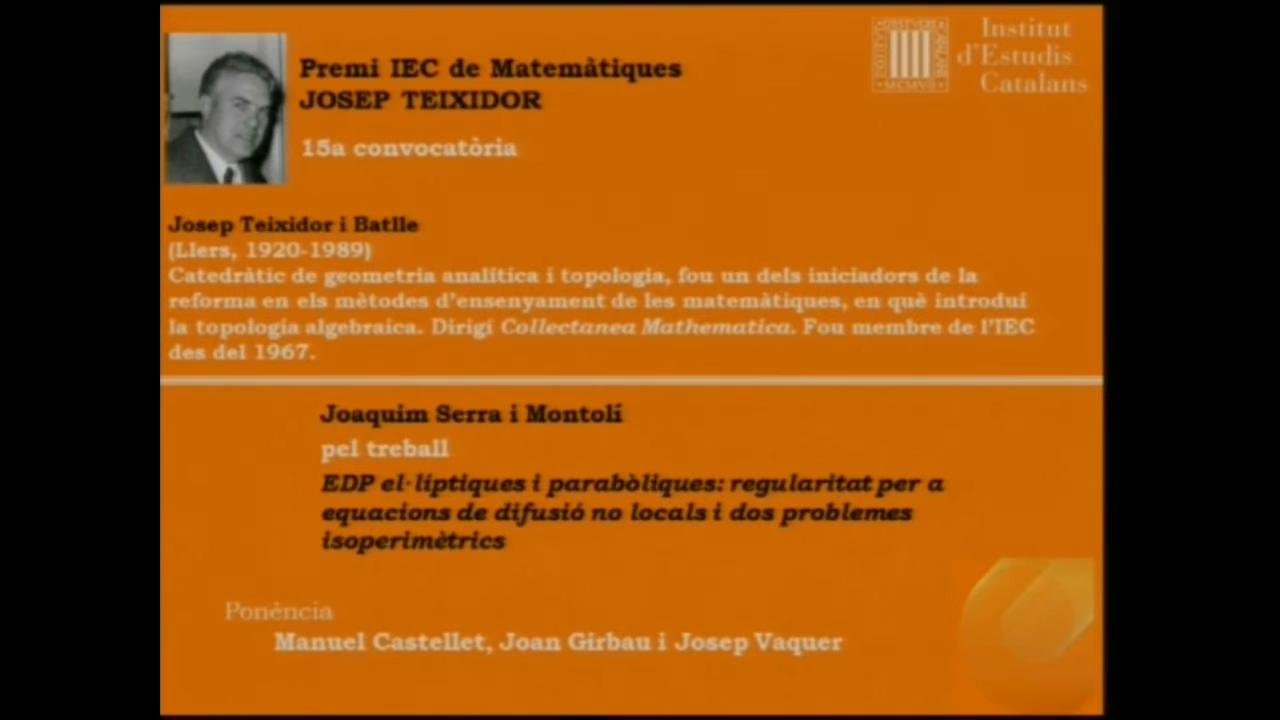 Premi IEC de Matemàtiques
JOSEP TEIXIDOR
15a convocatòria
Institut
d'Estudis
Catalans
MCMVII
Josep Teixidor i Batlle
(Llers, 1920-1989)
Catedràtic de geometria analítica i topologia, fou un dels iniciadors de la
reforma en els mètodes d'ensenyament de les matemàtiques, en què introduí
la topologia algebraica. Dirigí Collectanea Mathematica. Fou membre de l'IEC
des del 1967.
Joaquim Serra i Montolí
pel treball
EDP el·líptiques i parabòliques: regularitat per a
equacions de difusió no locals i dos problemes
isoperimètrics
Ponència
Manuel Castellet, Joan Girbau i Josep Vaquer